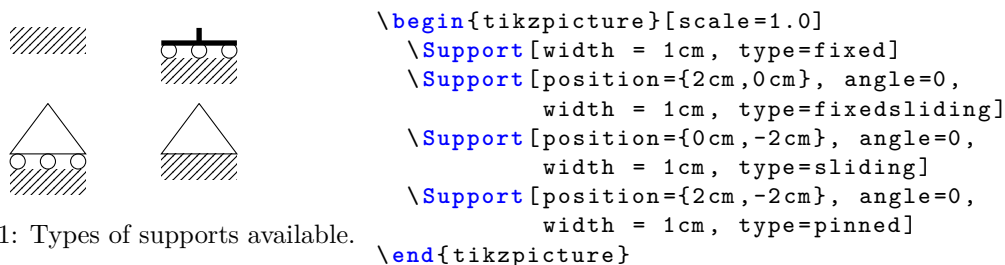 1: Types of supports available.
\begin{tikzpicture}[scale=1.0]
\Support[width = 1cm, type=fixed]
\Support[position={2cm,0cm}, angle=0,
width = 1cm, type=fixedsliding]
\Support[position={0cm,-2cm}, angle=0,
width = 1cm, type=sliding]
\Support[position={2cm,-2cm}, angle=0,
width = 1cm, type=pinned]
\end{tikzpicture}